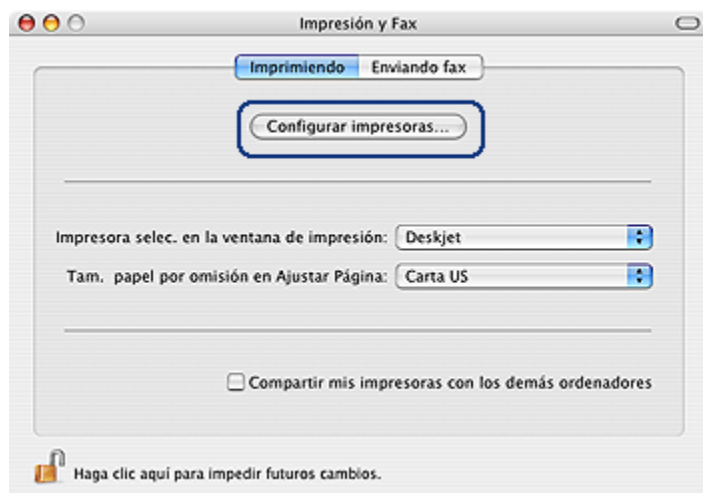 Impresión y Fax
Imprimiendo Enviando fax
Configurar impresoras...
Impresora selec. en la ventana de impresión: Deskjet
Tam. papel por omisión en Ajustar Página: Carta US
Compartir mis impresoras con los demás ordenadores
Haga clic aquí para impedir futuros cambios.